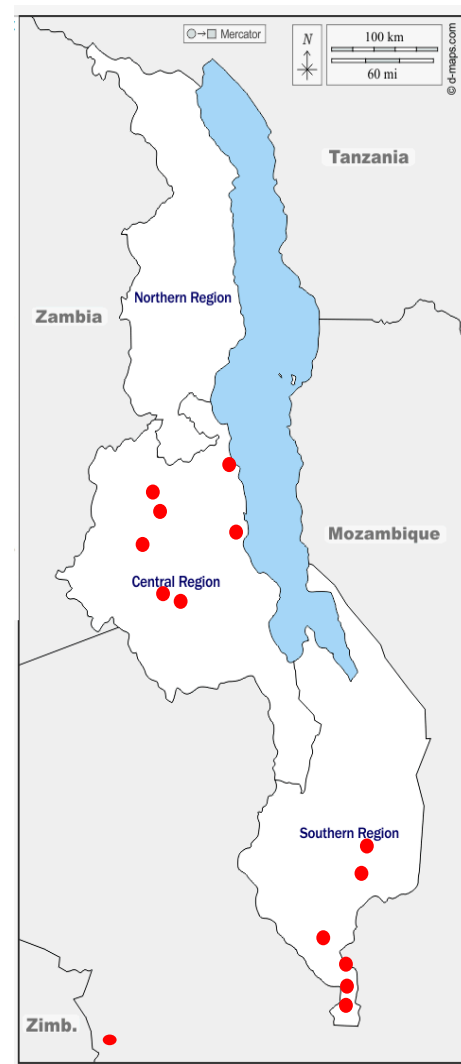 Mercator
N
100 km
60 mi
© d-maps.com
Tanzania
Northern Region
Zambia
Mozambique
Central Region
Southern Region
Zimb.